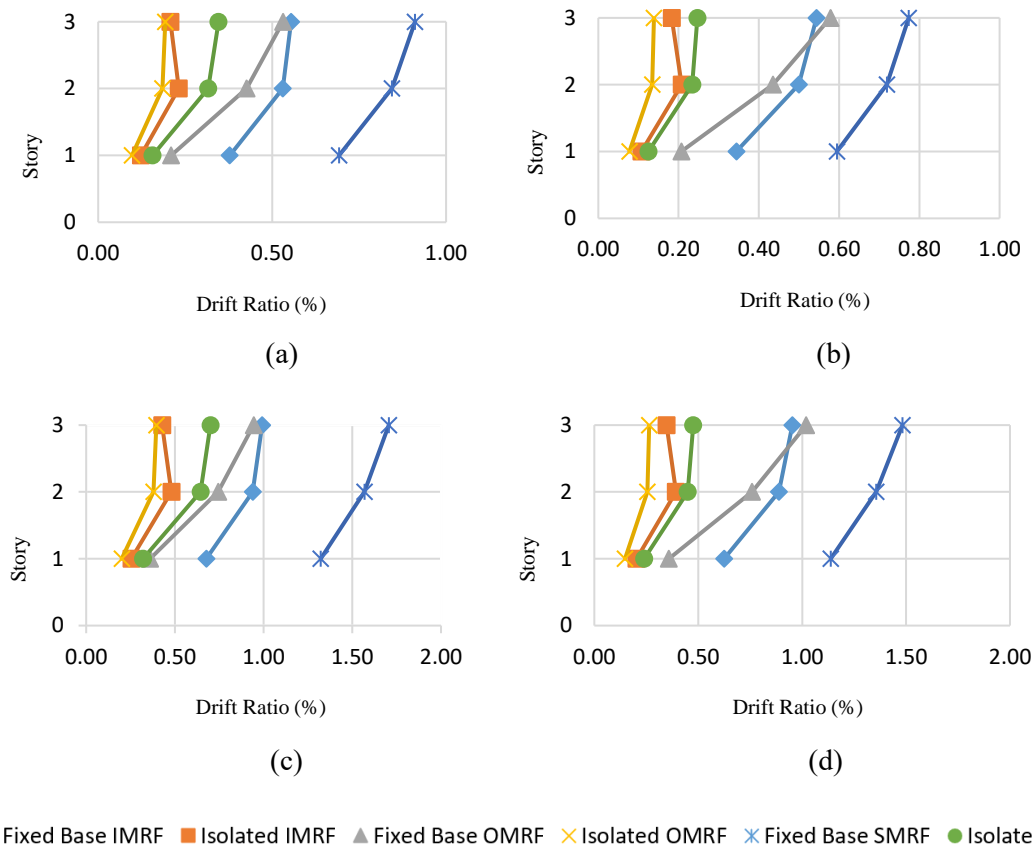 3
2
1
0
Story
0.00 0.50 1.00
Drift Ratio (%)
(a)
3
2
1
0
Story
0.00 0.20 0.40 0.60 0.80 1.00
Drift Ratio (%)
(b)
3
2
1
0
Story
0.00 0.50 1.00 1.50 2.00
Drift Ratio (%)
(c)
3
2
1
0
Story
0.00 0.50 1.00 1.50 2.00
Drift Ratio (%)
(d)
Fixed Base IMRF Isolated IMRF Fixed Base OMRF Isolated OMRF Fixed Base SMRF Isolate